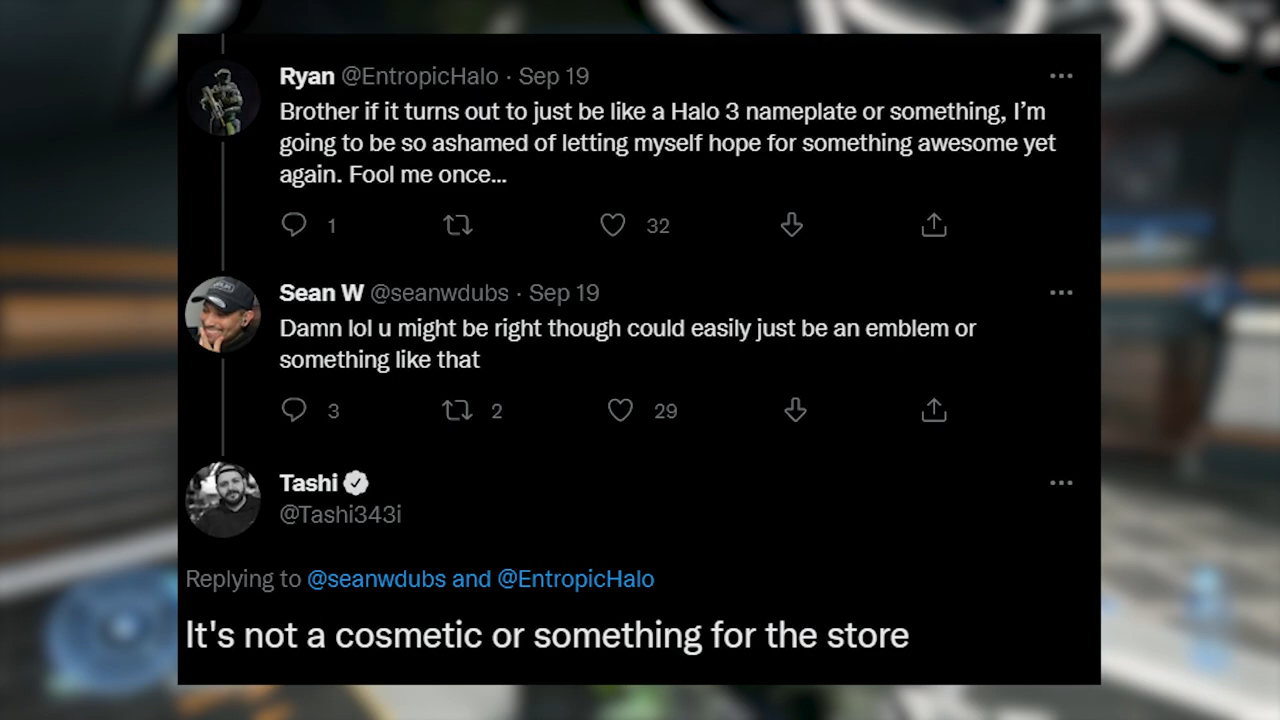 Ryan @EntropicHalo · Sep 19
Brother if it turns out to just be like a Halo 3 nameplate or something, I’m
going to be so ashamed of letting myself hope for something awesome yet
again. Fool me once...
1 32
Sean W @seanwdubs · Sep 19
Damn lol u might be right though could easily just be an emblem or
something like that
3 2 29
Tashi
@Tashi343i
Replying to @seanwdubs and @EntropicHalo
It's not a cosmetic or something for the store